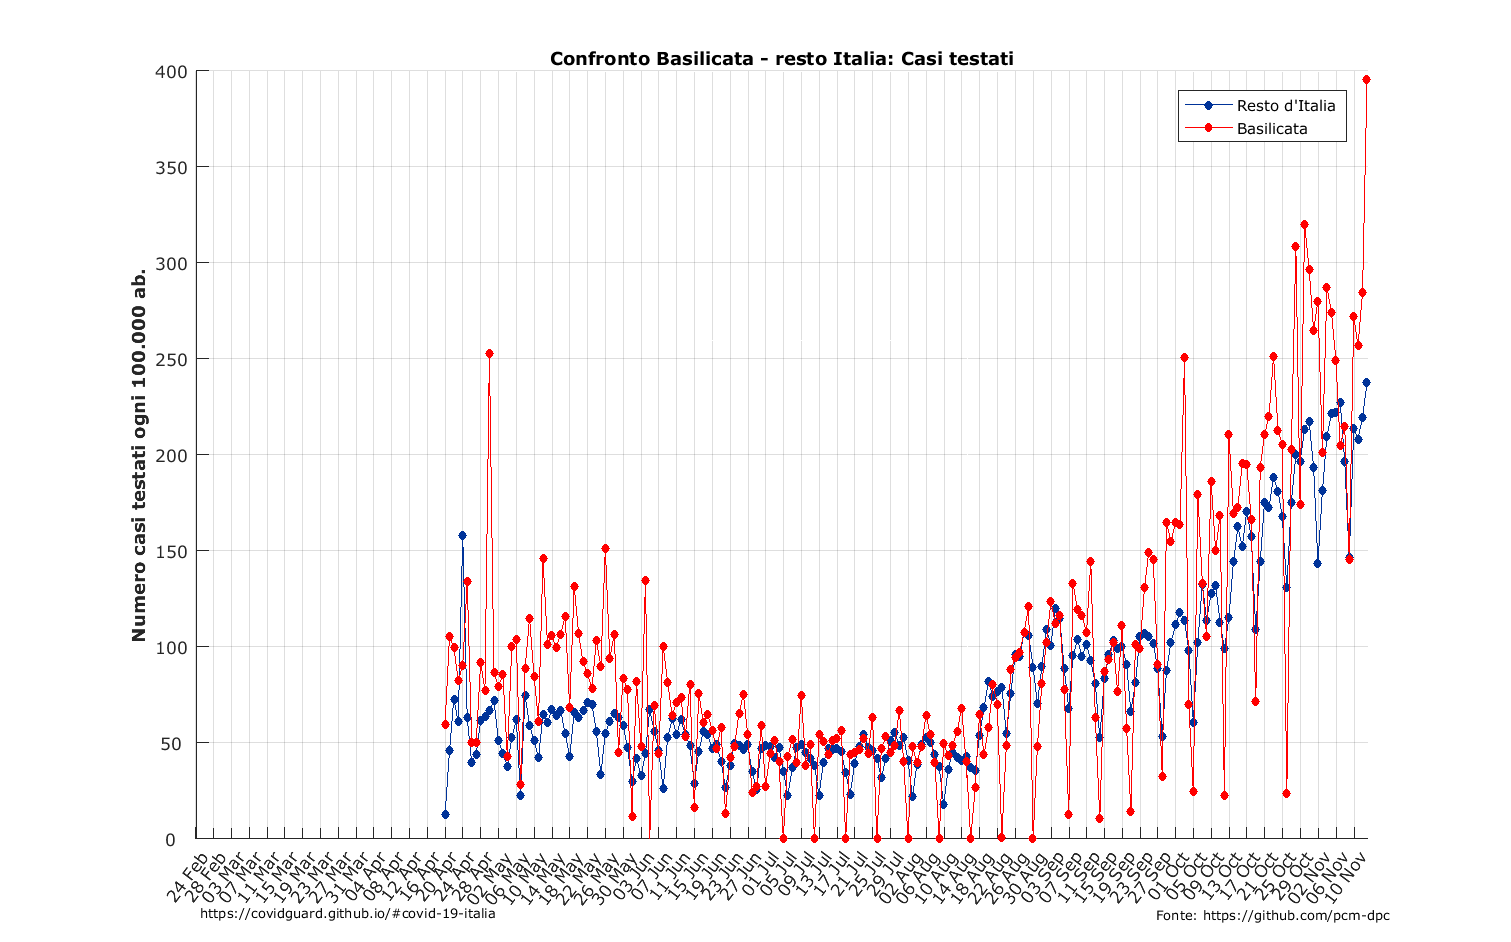 Confronto Basilicata - resto Italia: Casi testati
Numero casi testati ogni 100.000 ab.
400
350
300
250
200
150
100
50
0
Resto d'Italia
Basilicata
24 Feb
28 Feb
03 Mar
07 Mar
11 Mar
15 Mar
19 Mar
23 Mar
27 Mar
31 Mar
04 Apr
08 Apr
12 Apr
16 Apr
20 Apr
24 Apr
28 Apr
02 May
06 May
10 May
14 May
18 May
22 May
26 May
30 May
03 Jun
07 Jun
11 Jun
15 Jun
19 Jun
23 Jun
27 Jun
01 Jul
05 Jul
09 Jul
13 Jul
17 Jul
21 Jul
25 Jul
29 Jul
02 Aug
06 Aug
10 Aug
14 Aug
18 Aug
22 Aug
26 Aug
30 Aug
03 Sep
07 Sep
11 Sep
15 Sep
19 Sep
23 Sep
27 Sep
01 Oct
05 Oct
09 Oct
13 Oct
17 Oct
21 Oct
25 Oct
29 Oct
02 Nov
06 Nov
10 Nov
https://covidguard.github.io/#covid-19-italia
Fonte: https://github.com/pcm-dpc